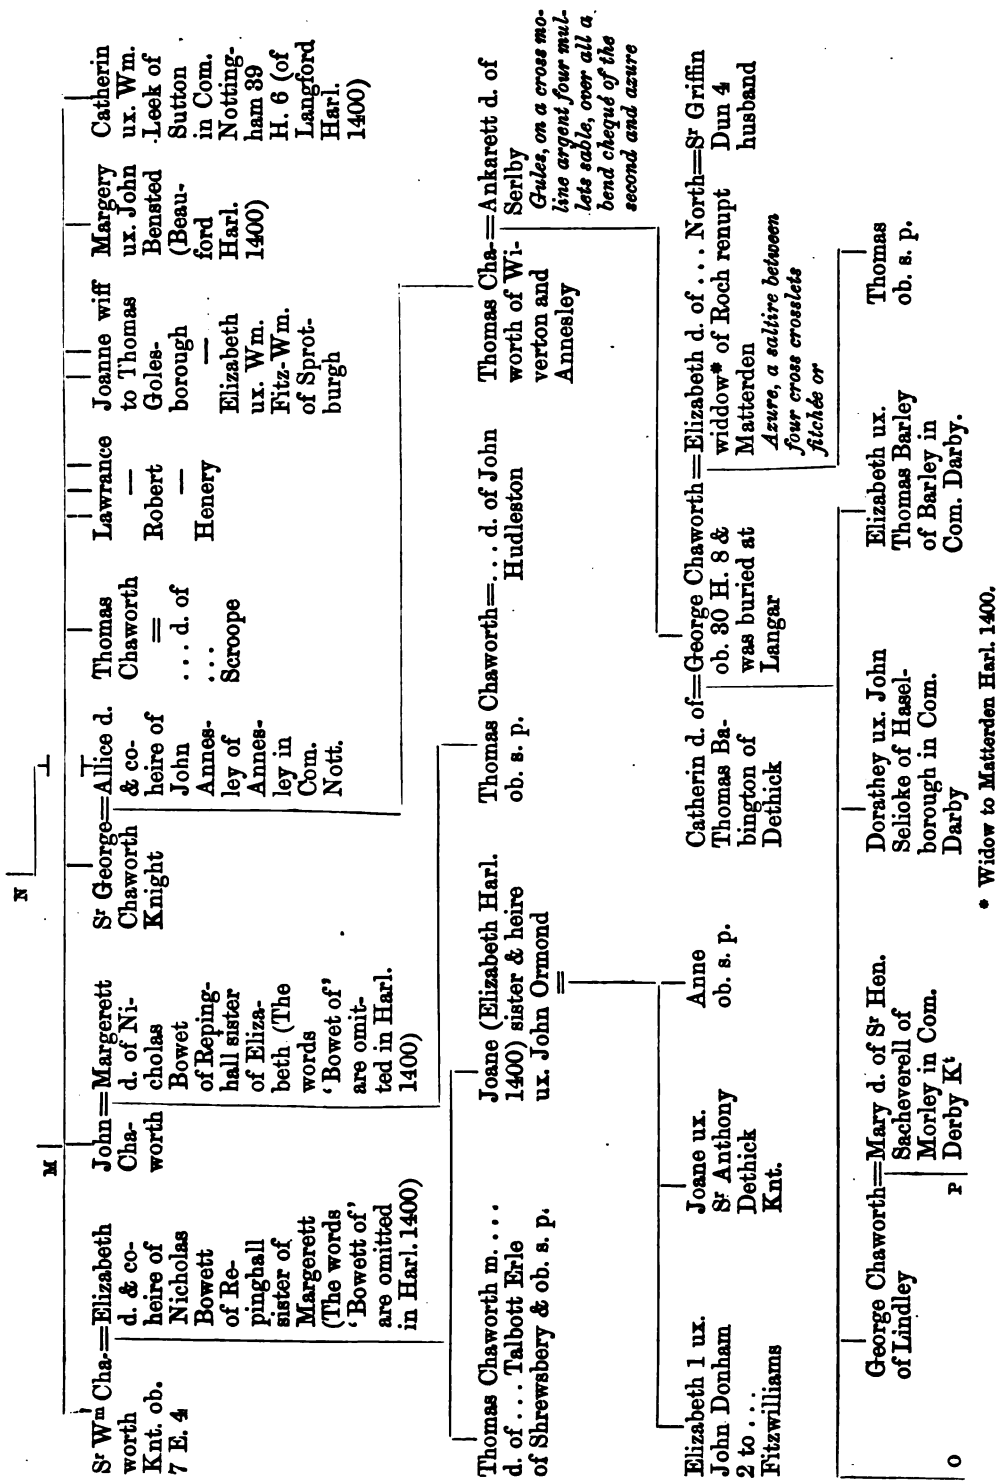 M
N
Sr Wm Cha-=Elizabeth
worth
Knt. ob.
7 E. 4
d. & co-
heire of
Nicholas
Bowett
of Re-
pinghall
sister of
Margerett
(The words
‘Bowett of’
are omitted
in Harl. 1400)
John=Margerett
Cha-
worth
d. of Ni-
cholas
Bowet
of Reping-
hall sister
of Eliza-
beth (The
words
‘Bowet of’
are omit-
ted in Harl.
1400)
Sr George=Allice d.
Chaworth
Knight
& co-
heire of
John
Annes-
ley of
Annes-
ley in
Com.
Nott.
Thomas
Chaworth
=
... d. of
...
Scroope
Lawrance
—
Robert
—
Henery
Joanne wiff
to Thomas
Goles-
borough
—
Elizabeth
ux. Wm.
Fitz-Wm.
of Sprot-
burgh
Margery
ux. John
Bensted
(Beau-
ford
Harl.
1400)
Catherin
ux. Wm.
Leek of
Sutton
in Com.
Notting-
ham 39
H. 6 (of
Langford
Harl.
1400)
Thomas Chaworth m....
d. of ... Talbott Erle
of Shrewsbery & ob. s. p.
Joane (Elizabeth Harl.
1400) sister & heire
ux. John Ormond
=
Thomas Chaworth=... d. of John
ob. s. p.
Hudleston
Thomas Cha-=Ankarett d. of
worth of Wi-
verton and
Annesley
Serlby
Gules, on a cross mo-
line argent four mul-
lets sable, over all a
bend chequé of the
second and azure
Elizabeth 1 ux.
John Donham
2 to ...
Fitzwilliams
Joane ux.
Sr Anthony
Dethick
Knt.
Anne
ob. s. p.
Catherin d. of=George Chaworth=Elizabeth d. of ... North=Sr Griffin
Thomas Ba-
bington of
Dethick
ob. 30 H. 8 &
was buried at
Langar
widdow* of Roch renupt
Matterden
Azure, a saltire between
four cross crosslets
fitchée or
Dun 4
husband
George Chaworth=Mary d. of Sr Hen.
of Lindley
Sacheverell of
Morley in Com.
Derby Kt
Dorathey ux. John
Selioke of Hasel-
borough in Com.
Darby
Elizabeth ux.
Thomas Barley
of Barley in
Com. Darby.
Thomas
ob. s. p.
O
P
* Widow to Matterden Harl. 1400.